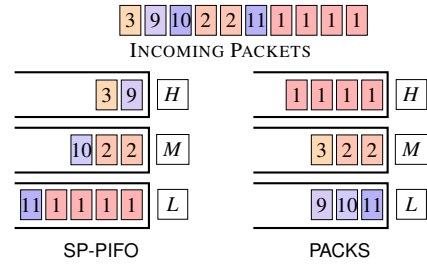 3 9 10 2 2 11 1 1 1 1
INCOMING PACKETS
3 9 H 1 1 1 1 H
10 2 2 M 3 2 2 M
11 1 1 1 1 L 9 10 11 L
SP-PIFO PACKS